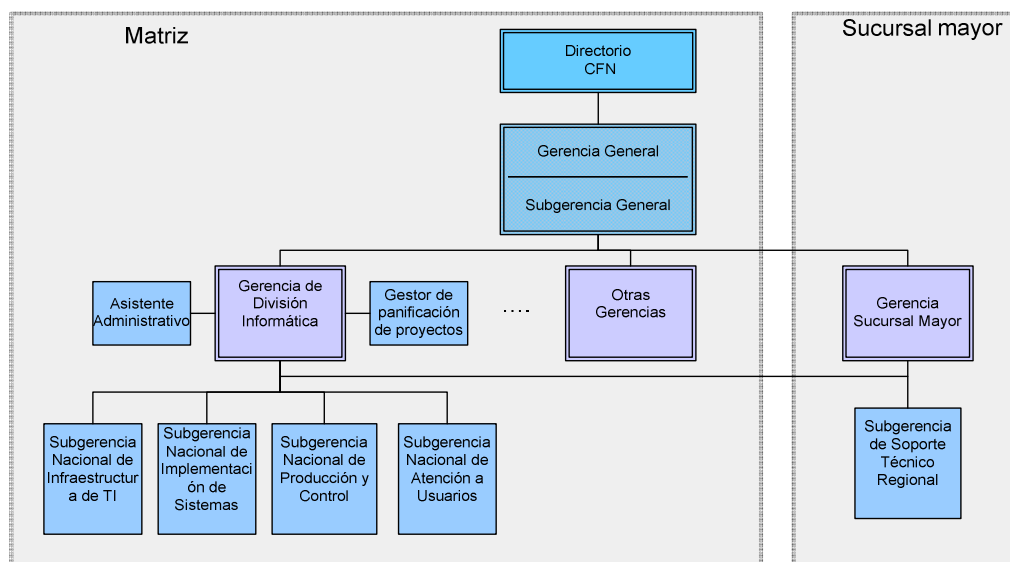 Matriz
Sucursal mayor
Directorio
CFN
Gerencia General
Subgerencia General
Asistente
Administrativo
Gerencia de
División
Informática
Gestor de
panificación
de proyectos
....
Otras
Gerencias
Gerencia
Sucursal Mayor
Subgerencia
Nacional de
Infraestructur
a de TI
Subgerencia
Nacional de
Implementaci
ón de
Sistemas
Subgerencia
Nacional de
Producción y
Control
Subgerencia
Nacional de
Atención a
Usuarios
Subgerencia
de Soporte
Técnico
Regional